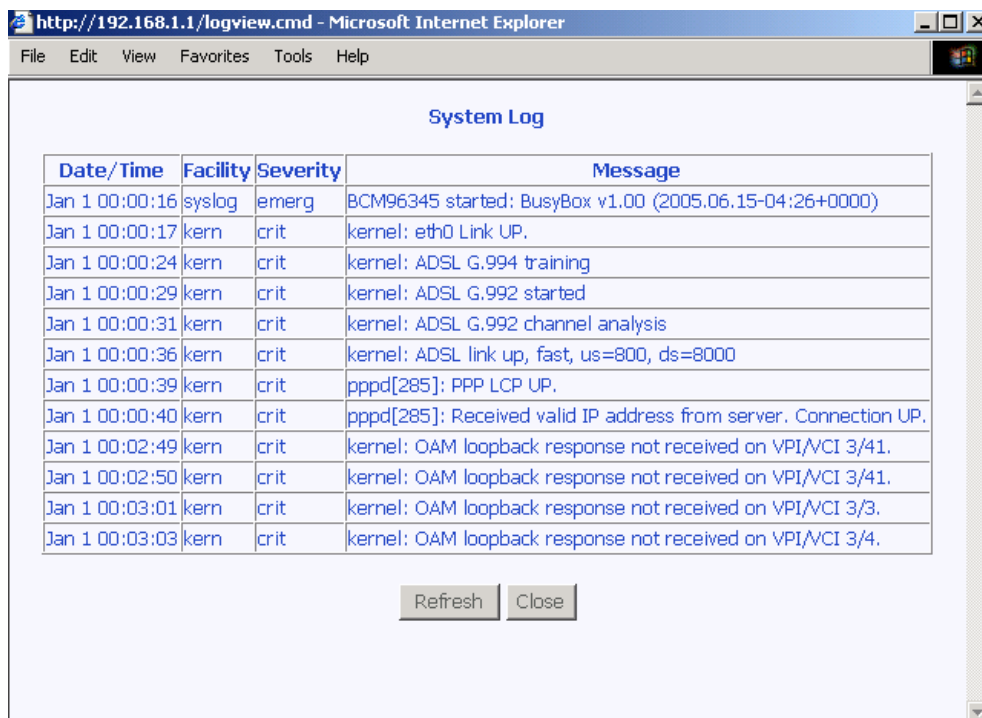 http://192.168.1.1/logview.cmd - Microsoft Internet Explorer
File Edit View Favorites Tools Help
System Log
Date/Time Facility Severity Message
Jan 1 00:00:16 syslog emerg BCM96345 started: BusyBox v1.00 (2005.06.15-04:26+0000)
Jan 1 00:00:17 kern crit kernel: eth0 Link UP.
Jan 1 00:00:24 kern crit kernel: ADSL G.994 training
Jan 1 00:00:29 kern crit kernel: ADSL G.992 started
Jan 1 00:00:31 kern crit kernel: ADSL G.992 channel analysis
Jan 1 00:00:36 kern crit kernel: ADSL link up, fast, us=800, ds=8000
Jan 1 00:00:39 kern crit pppd[285]: PPP LCP UP.
Jan 1 00:00:40 kern crit pppd[285]: Received valid IP address from server. Connection UP.
Jan 1 00:02:49 kern crit kernel: OAM loopback response not received on VPI/VCI 3/41.
Jan 1 00:02:50 kern crit kernel: OAM loopback response not received on VPI/VCI 3/41.
Jan 1 00:03:01 kern crit kernel: OAM loopback response not received on VPI/VCI 3/3.
Jan 1 00:03:03 kern crit kernel: OAM loopback response not received on VPI/VCI 3/4.
Refresh Close